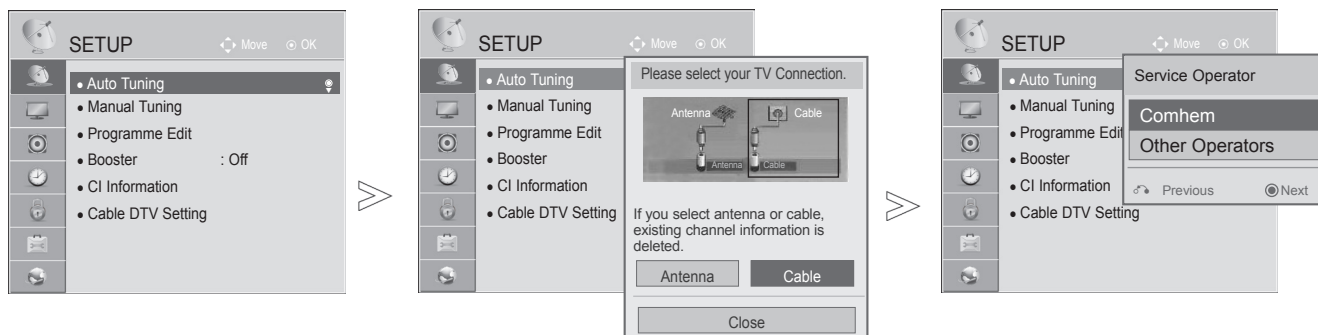 SETUP
Move OK
• Auto Tuning
• Manual Tuning
• Programme Edit
• Booster : Off
• CI Information
• Cable DTV Setting
SETUP
Move OK
• Auto Tuning
• Manual Tuning
• Programme Edit
• Booster
• CI Information
• Cable DTV Setting
Please select your TV Connection.
Antenna Cable
Antenna Cable
If you select antenna or cable,
existing channel information is
deleted.
Antenna Cable
Close
SETUP
Move OK
• Auto Tuning
• Manual Tuning
• Programme Edit
• Booster
• CI Information
• Cable DTV Setting
Service Operator
Comhem
Other Operators
Previous Next